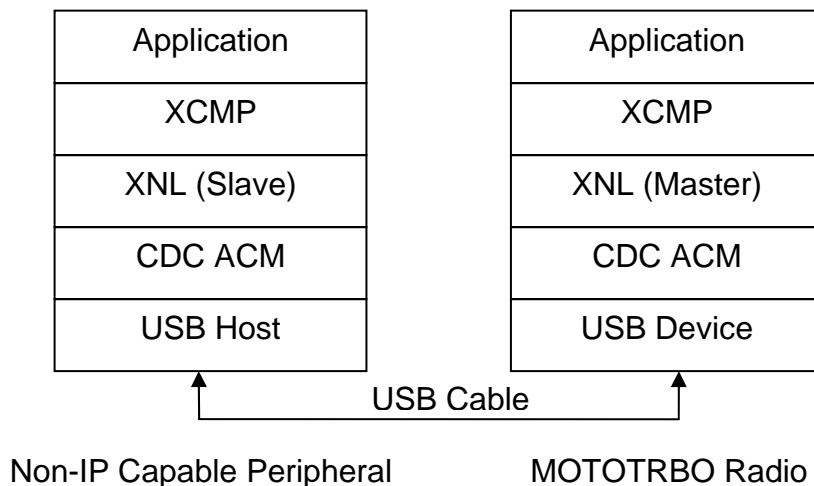 Application
XCMP
XNL (Slave)
CDC ACM
USB Host
Application
XCMP
XNL (Master)
CDC ACM
USB Device
USB Cable
Non-IP Capable Peripheral
MOTOTRBO Radio